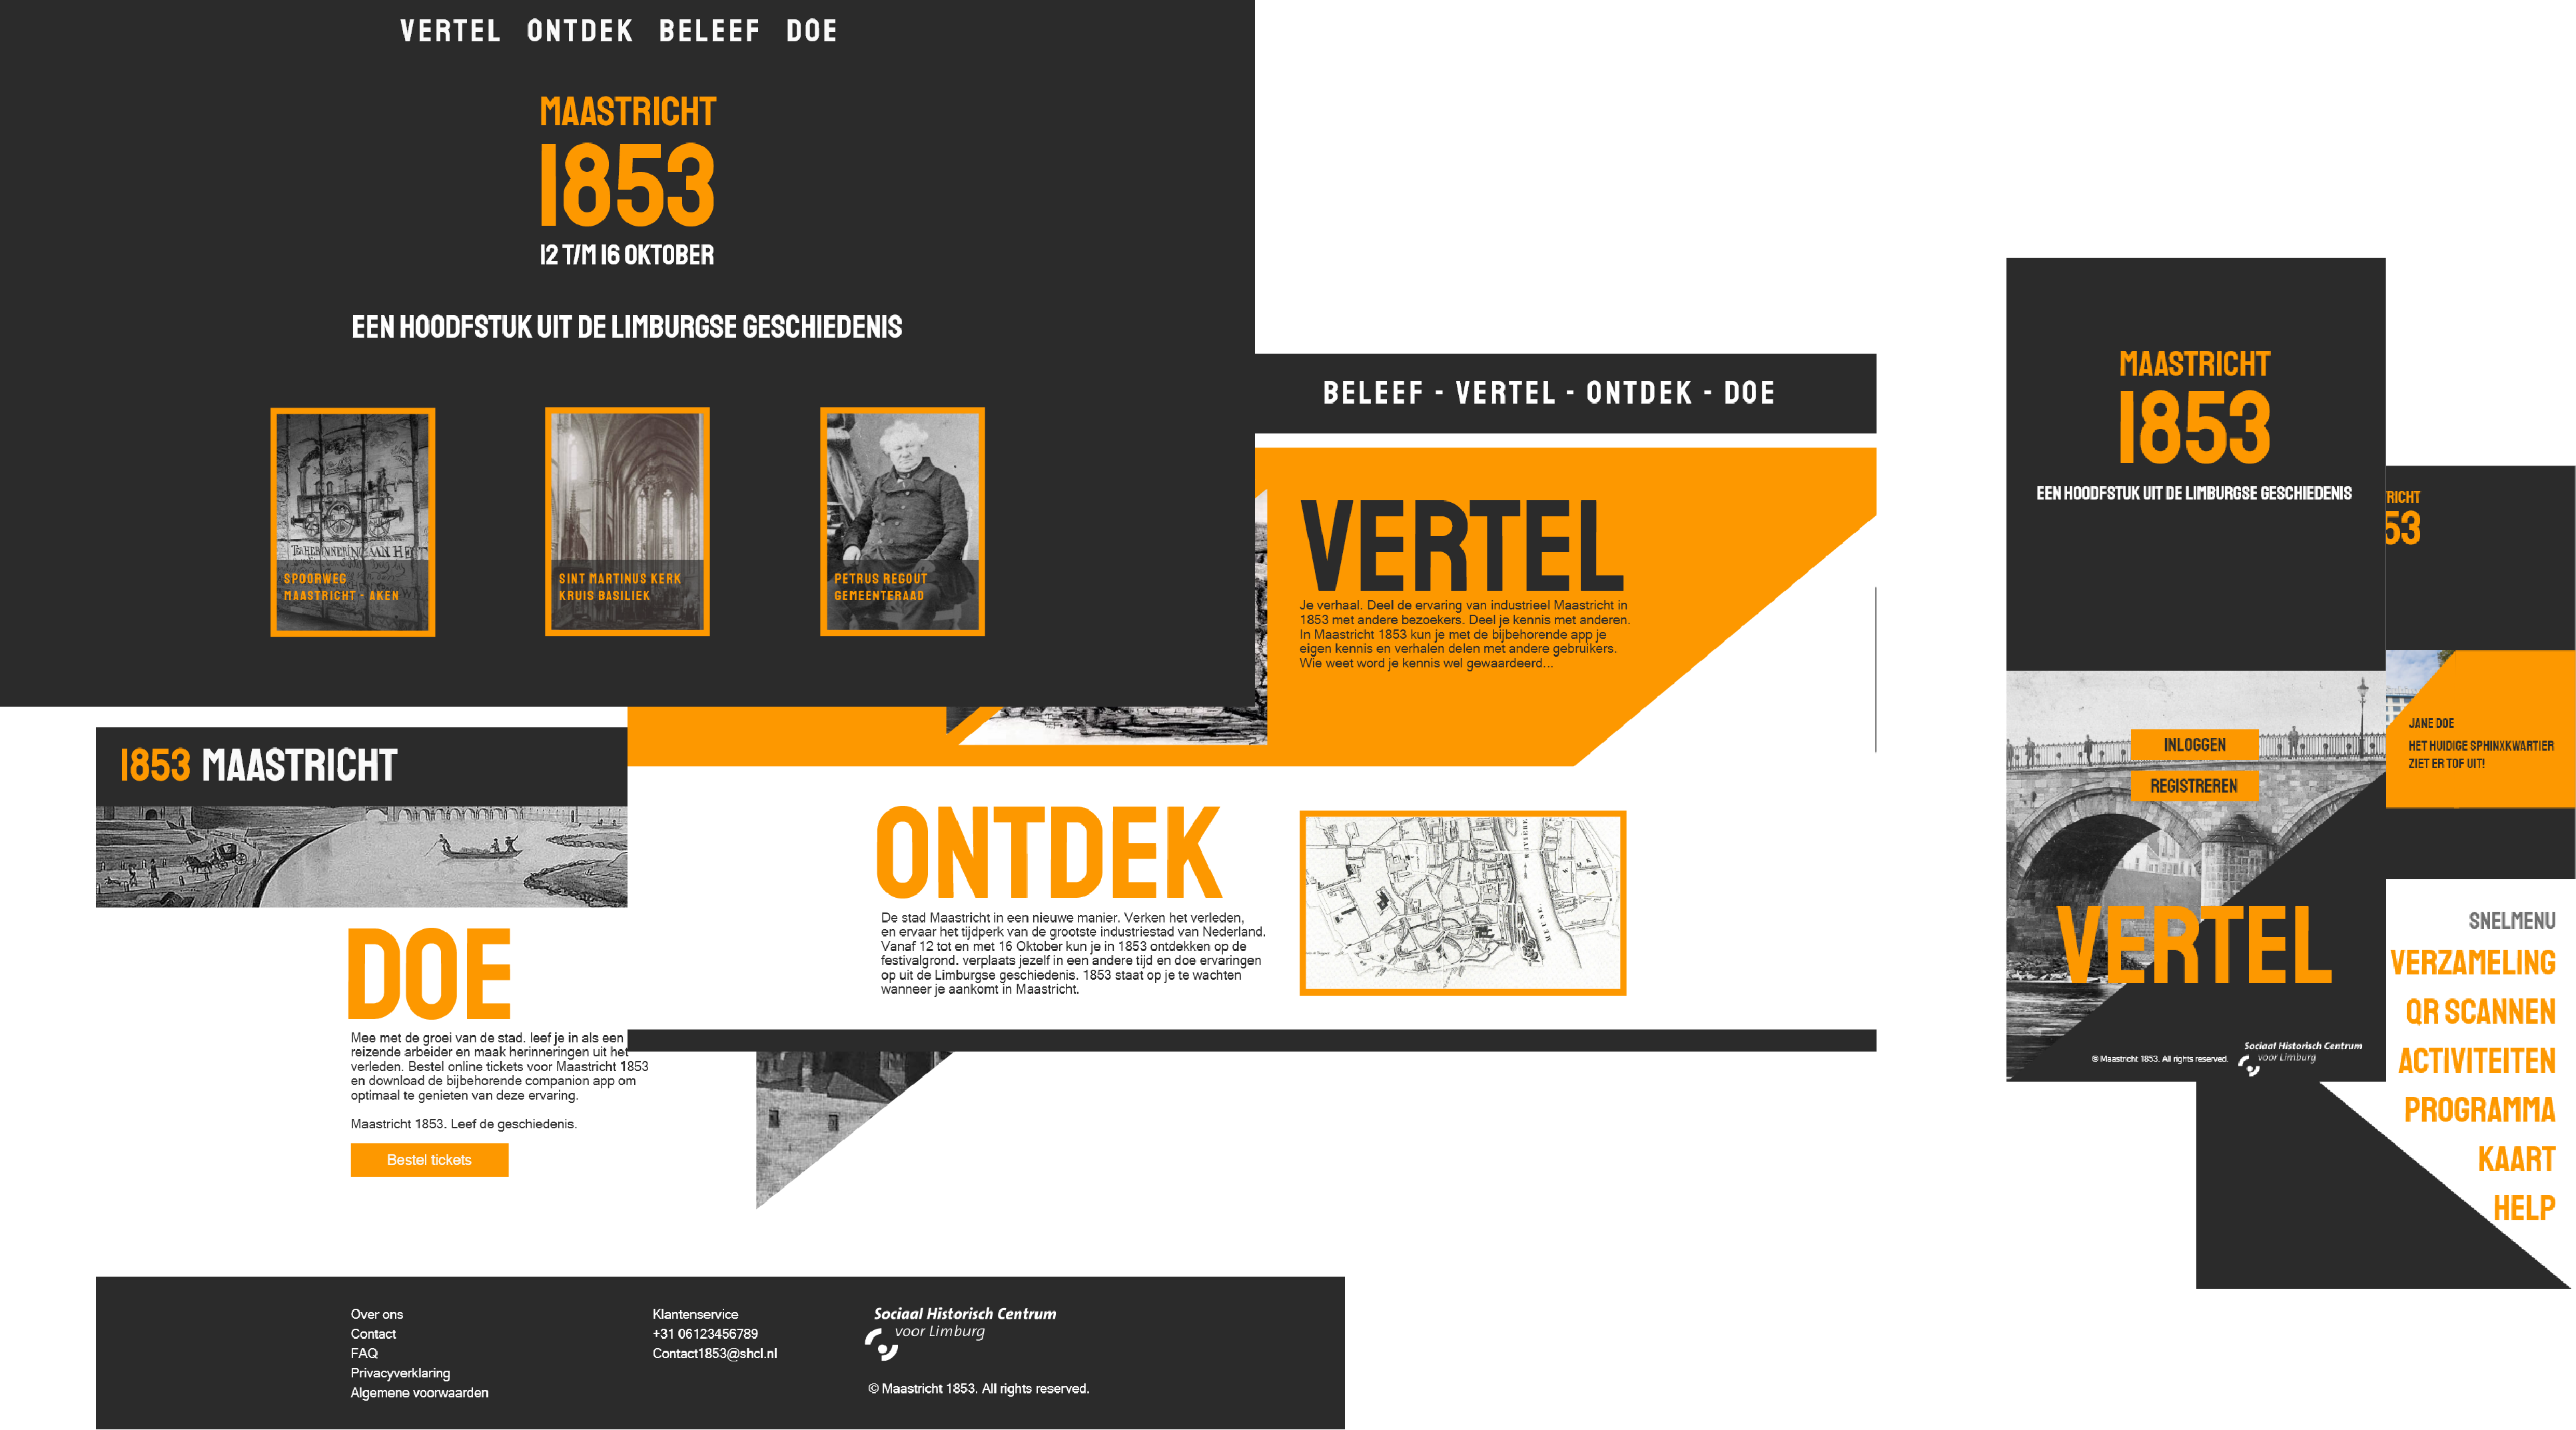 VERTEL ONTDEK BELEEF DOE
MAASTRICHT
1853
12 T/M 16 OKTOBER
EEN HOODFSTUK UIT DE LIMBURGSE GESCHIEDENIS
TER HERINNERING AAN HET
SPOORWEG
MAASTRICHT - AKEN
SINT MARTINUS KERK
KRUIS BASILIEK
PETRUS REGOUT
GEMEENTERAAD
BELEEF - VERTEL - ONTDEK - DOE
VERTEL
Je verhaal. Deel de ervaring van industrieel Maastricht in
1853 met andere bezoekers. Deel je kennis met anderen.
In Maastricht 1853 kun je met de bijbehorende app je
eigen kennis en verhalen delen met andere gebruikers.
Wie weet word je kennis wel gewaardeerd...
ONTDEK
De stad Maastricht in een nieuwe manier. Verken het verleden,
en ervaar het tijdperk van de grootste industriestad van Nederland.
Vanaf 12 tot en met 16 Oktober kun je in 1853 ontdekken op de
festivalgrond. verplaats jezelf in een andere tijd en doe ervaringen
op uit de Limburgse geschiedenis. 1853 staat op je te wachten
wanneer je aankomt in Maastricht.
1853 MAASTRICHT
DOE
Mee met de groei van de stad. leef je in als een
reizende arbeider en maak herinneringen uit het
verleden. Bestel online tickets voor Maastricht 1853
en download de bijbehorende companion app om
optimaal te genieten van deze ervaring.
Maastricht 1853. Leef de geschiedenis.
Bestel tickets
Over ons
Contact
FAQ
Privacyverklaring
Algemene voorwaarden
Klantenservice
+31 06123456789
Contact1853@shcl.nl
Sociaal Historisch Centrum
voor Limburg
© Maastricht 1853. All rights reserved.
MAASTRICHT
1853
EEN HOODFSTUK UIT DE LIMBURGSE GESCHIEDENIS
INLOGGEN
REGISTREREN
VERTEL
© Maastricht 1853. All rights reserved.
Sociaal Historisch Centrum
voor Limburg
RICHT
53
JANE DOE
HET HUIDIGE SPHINXKWARTIER
ZIET ER TOF UIT!
SNELMENU
VERZAMELING
QR SCANNEN
ACTIVITEITEN
PROGRAMMA
KAART
HELP